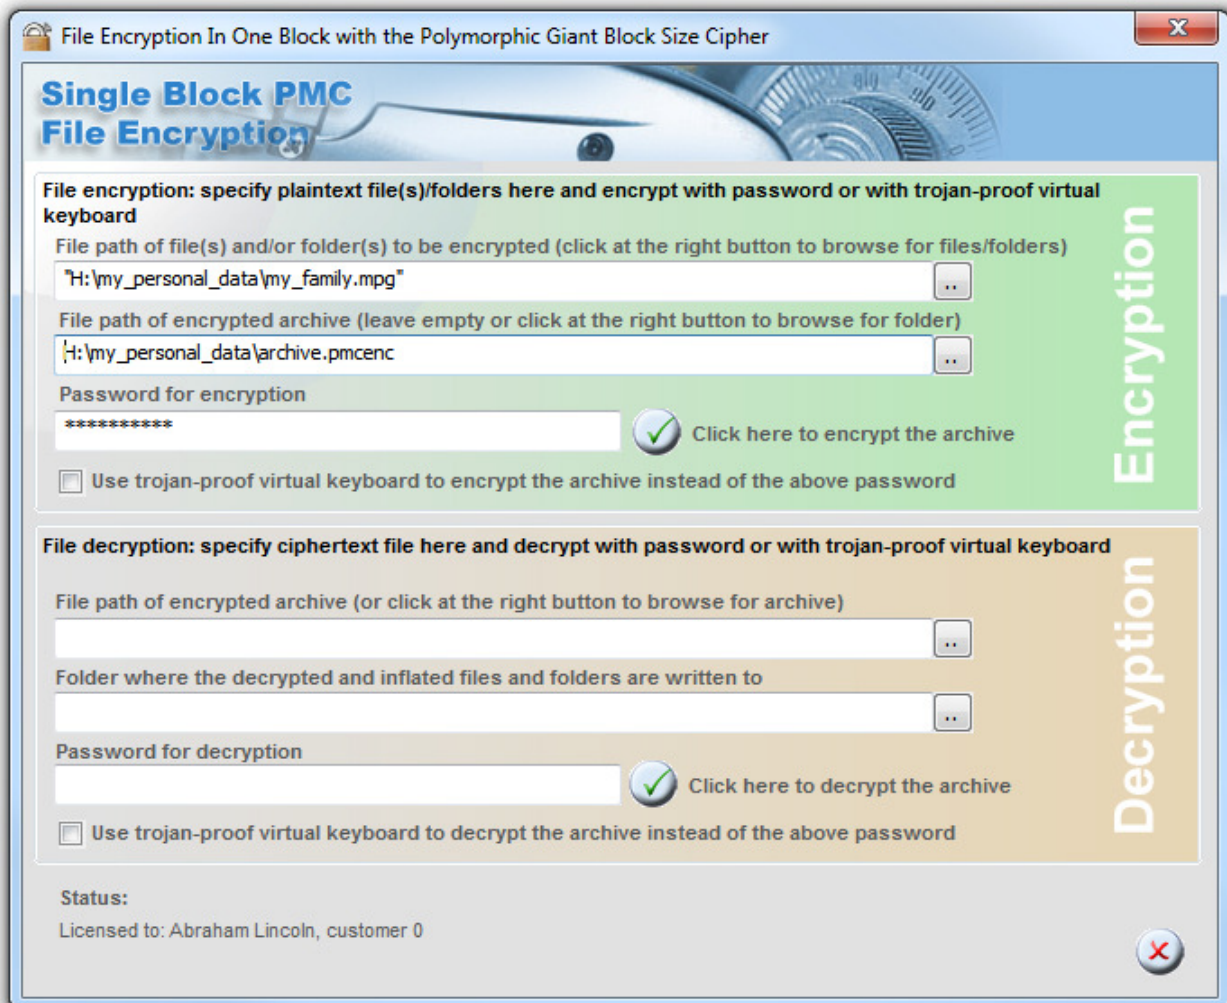 File Encryption In One Block with the Polymorphic Giant Block Size Cipher
Single Block PMC
File Encryption
File encryption: specify plaintext file(s)/folders here and encrypt with password or with trojan-proof virtual
keyboard
File path of file(s) and/or folder(s) to be encrypted (click at the right button to browse for files/folders)
"H:\my_personal_data\my_family.mpg"
..
File path of encrypted archive (leave empty or click at the right button to browse for folder)
H:\my_personal_data\archive.pmcenc
..
Password for encryption
**********
Click here to encrypt the archive
Use trojan-proof virtual keyboard to encrypt the archive instead of the above password
Encryption
File decryption: specify ciphertext file here and decrypt with password or with trojan-proof virtual keyboard
File path of encrypted archive (or click at the right button to browse for archive)
..
Folder where the decrypted and inflated files and folders are written to
..
Password for decryption
Click here to decrypt the archive
Use trojan-proof virtual keyboard to decrypt the archive instead of the above password
Decryption
Status:
Licensed to: Abraham Lincoln, customer 0